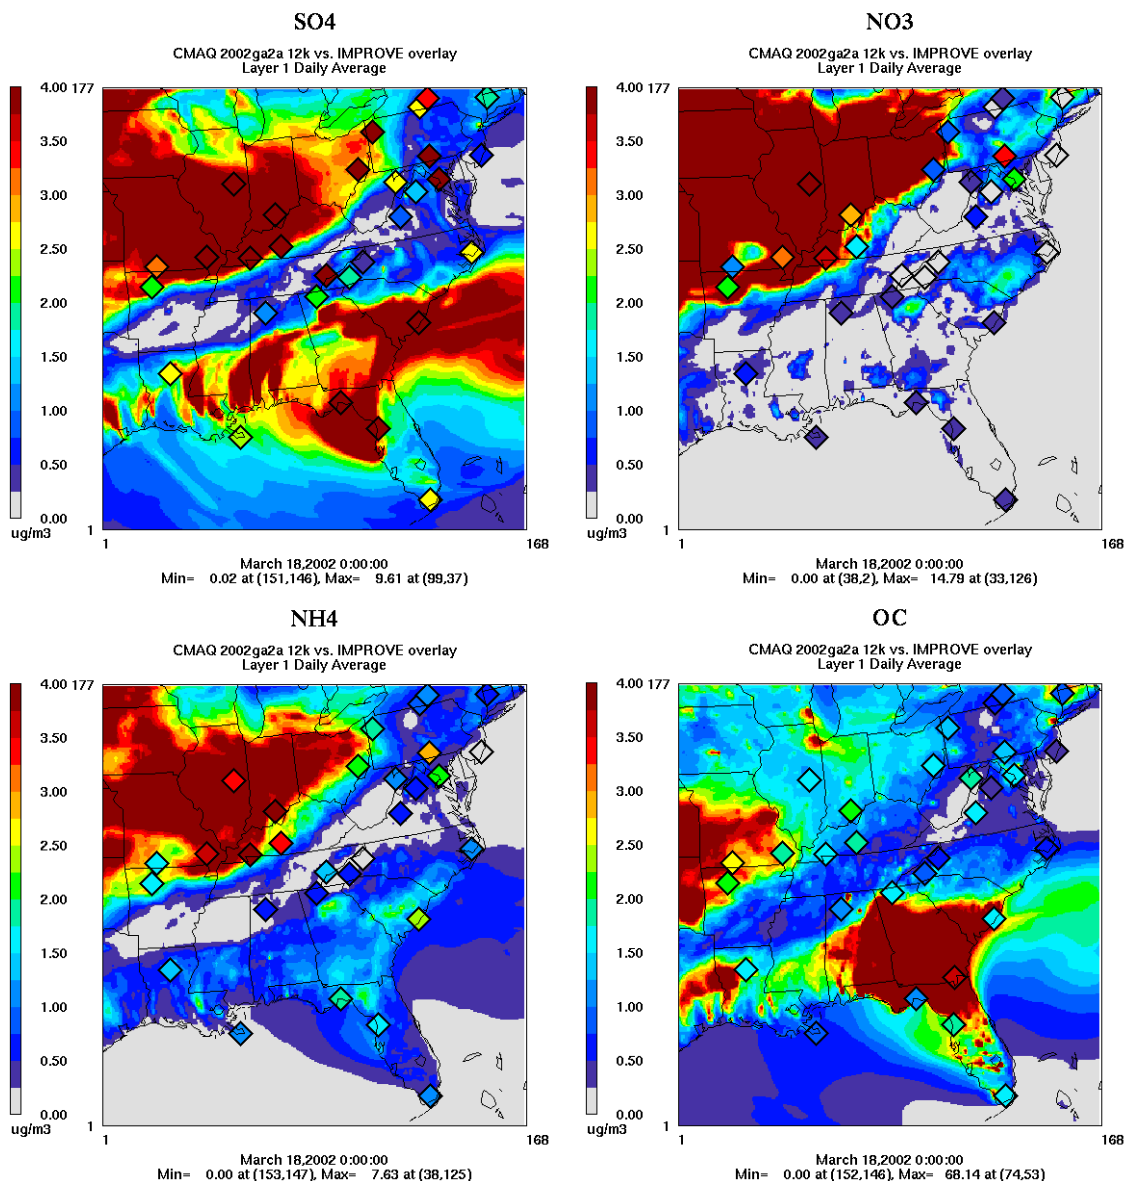 SO4
CMAQ 2002ga2a 12k vs. IMPROVE overlay
Layer 1 Daily Average
4.00 177
3.50
3.00
2.50
2.00
1.50
1.00
0.50
0.00
ug/m3
1
1 168
March 18,2002 0:00:00
Min= 0.02 at (151,146), Max= 9.61 at (99,37)
NO3
CMAQ 2002ga2a 12k vs. IMPROVE overlay
Layer 1 Daily Average
4.00 177
3.50
3.00
2.50
2.00
1.50
1.00
0.50
0.00
ug/m3
1
1 168
March 18,2002 0:00:00
Min= 0.00 at (38,2), Max= 14.79 at (33,126)
NH4
CMAQ 2002ga2a 12k vs. IMPROVE overlay
Layer 1 Daily Average
4.00 177
3.50
3.00
2.50
2.00
1.50
1.00
0.50
0.00
ug/m3
1
1 168
March 18,2002 0:00:00
Min= 0.00 at (153,147), Max= 7.63 at (38,125)
OC
CMAQ 2002ga2a 12k vs. IMPROVE overlay
Layer 1 Daily Average
4.00 177
3.50
3.00
2.50
2.00
1.50
1.00
0.50
0.00
ug/m3
1
1 168
March 18,2002 0:00:00
Min= 0.00 at (152,146), Max= 68.14 at (74,53)